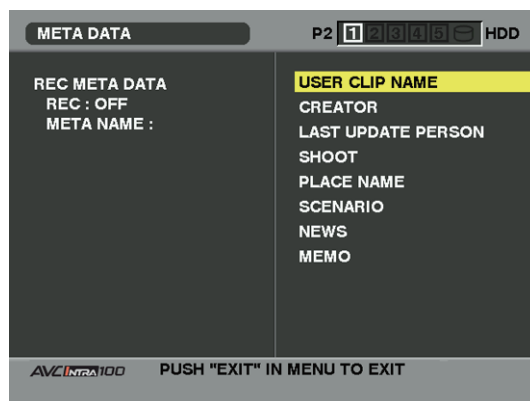 META DATA
P2 1 2 3 4 5 HDD
REC META DATA
REC : OFF
META NAME :
USER CLIP NAME
CREATOR
LAST UPDATE PERSON
SHOOT
PLACE NAME
SCENARIO
NEWS
MEMO
AVC INTRA 100 PUSH "EXIT" IN MENU TO EXIT